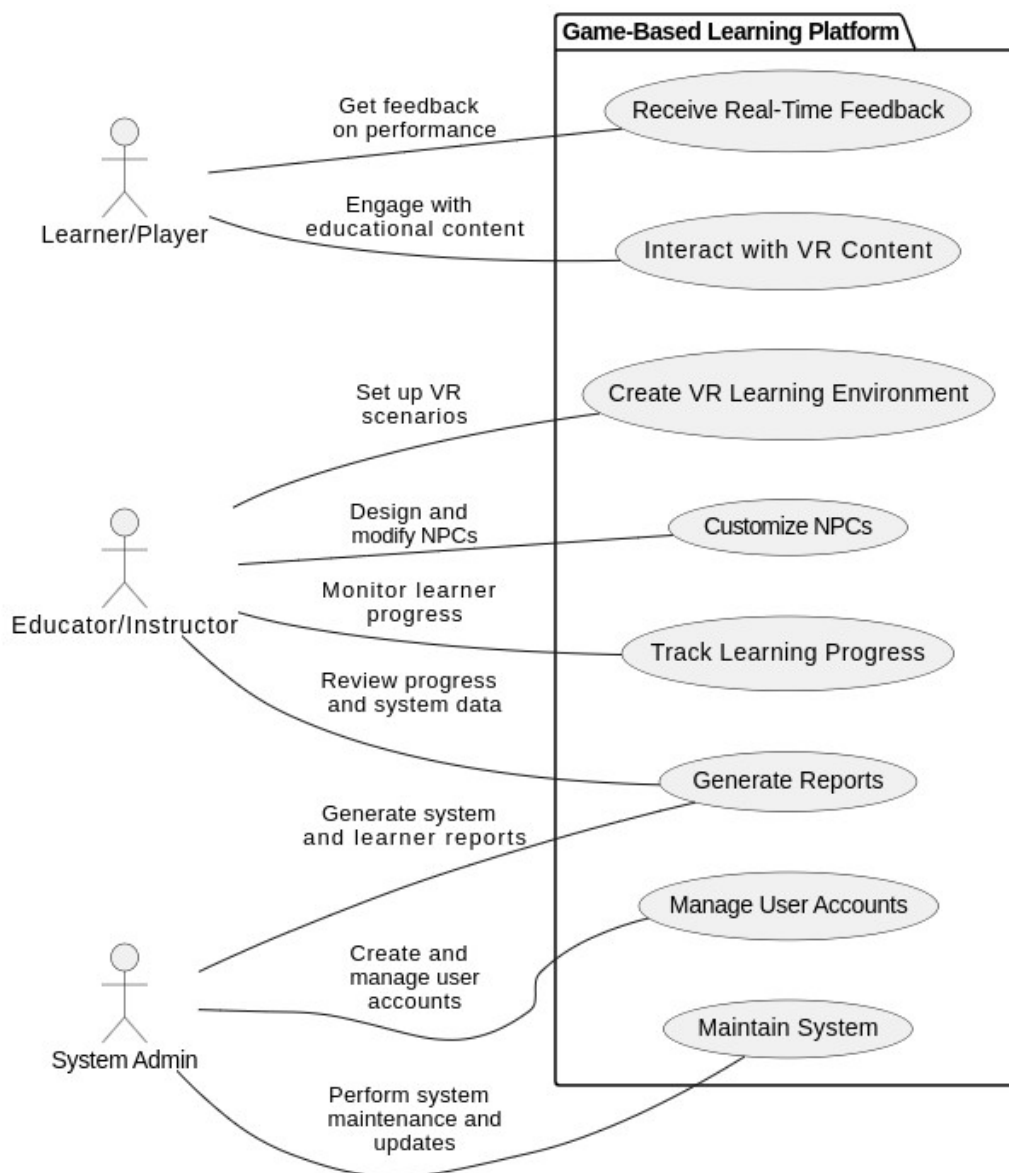 Game-Based Learning Platform
Get feedback
on performance
Receive Real-Time Feedback
Learner/Player
Engage with
educational content
Interact with VR Content
Set up VR
scenarios
Create VR Learning Environment
Design and
modify NPCs
Customize NPCs
Educator/Instructor
Monitor learner
progress
Track Learning Progress
Review progress
and system data
Generate Reports
Generate system
and learner reports
Manage User Accounts
Create and
manage user
accounts
System Admin
Maintain System
Perform system
maintenance and
updates